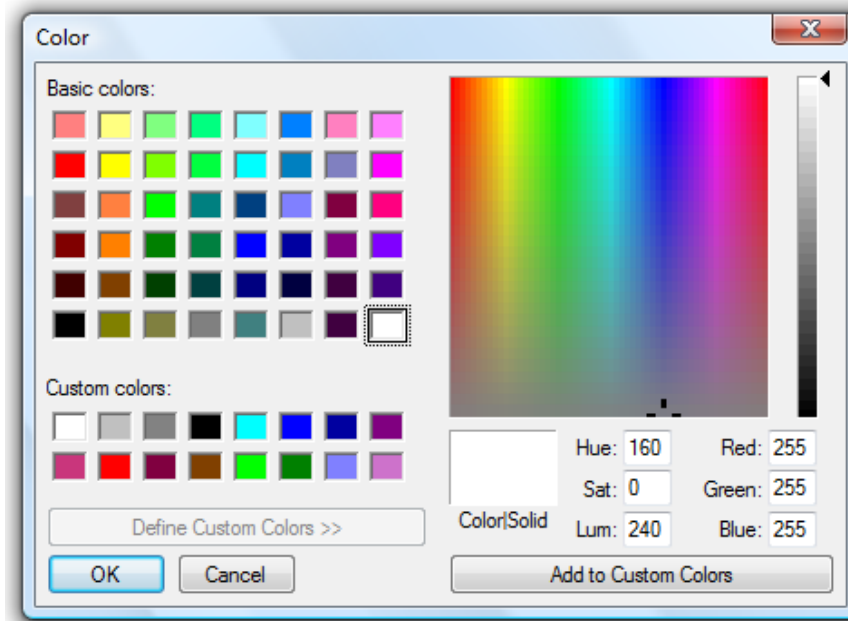 Color
Basic colors:
Custom colors:
Define Custom Colors >>
OK
Cancel
Color|Solid
Hue: 160
Sat: 0
Lum: 240
Red: 255
Green: 255
Blue: 255
Add to Custom Colors